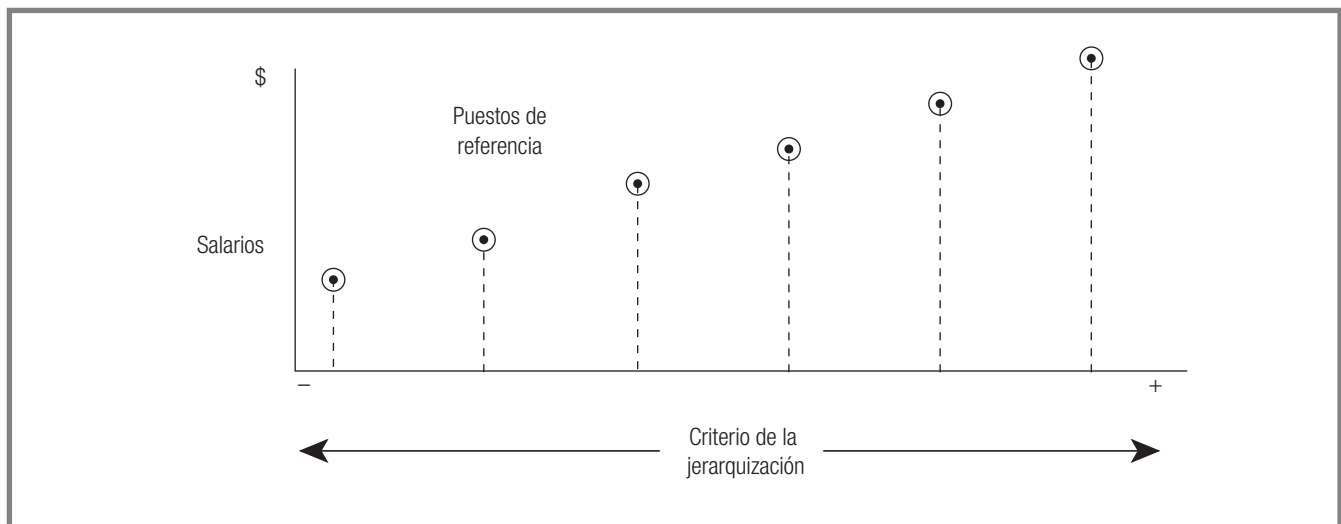 $
Puestos de
referencia
Salarios
–
+
Criterio de la
jerarquización